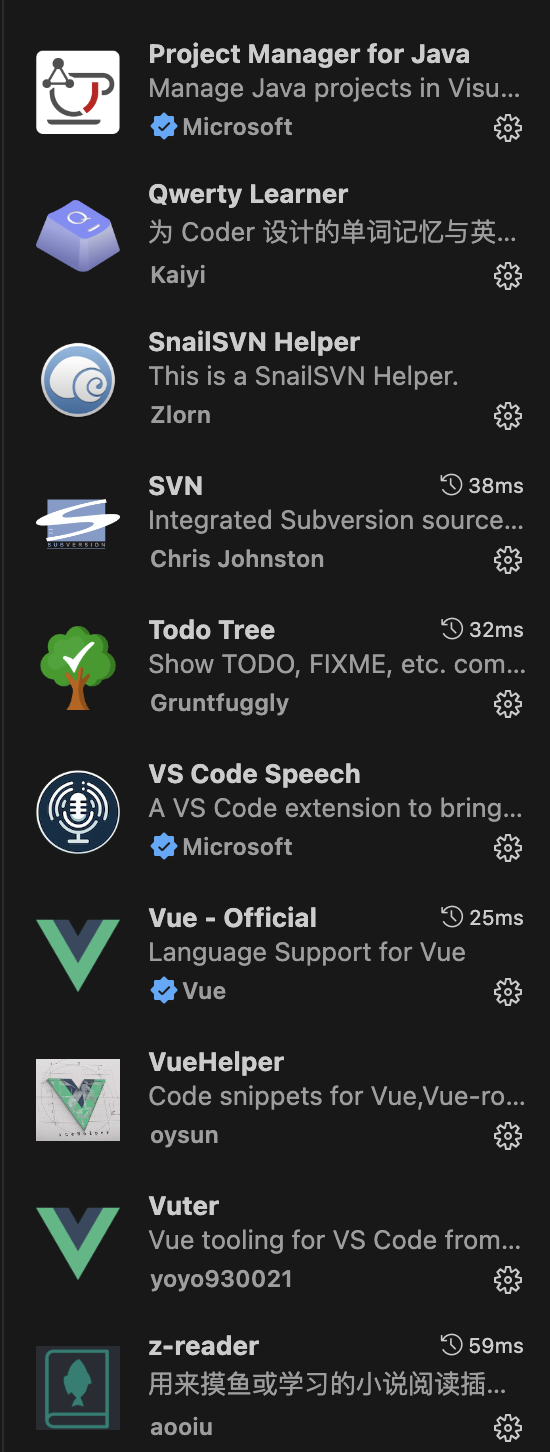 Project Manager for Java
Manage Java projects in Visu...
Microsoft
Qwerty Learner
为 Coder 设计的单词记忆与英...
Kaiyi
SnailSVN Helper
This is a SnailSVN Helper.
Zlorn
SVN 38ms
Integrated Subversion source...
SUBVERSION
Chris Johnston
Todo Tree 32ms
Show TODO, FIXME, etc. com...
Gruntfuggly
VS Code Speech
A VS Code extension to bring...
Microsoft
Vue - Official 25ms
Language Support for Vue
Vue
VueHelper
Code snippets for Vue,Vue-ro...
oysun
Vuter
Vue tooling for VS Code from...
yoyo930021
z-reader 59ms
用来摸鱼或学习的小说阅读插...
aooiu